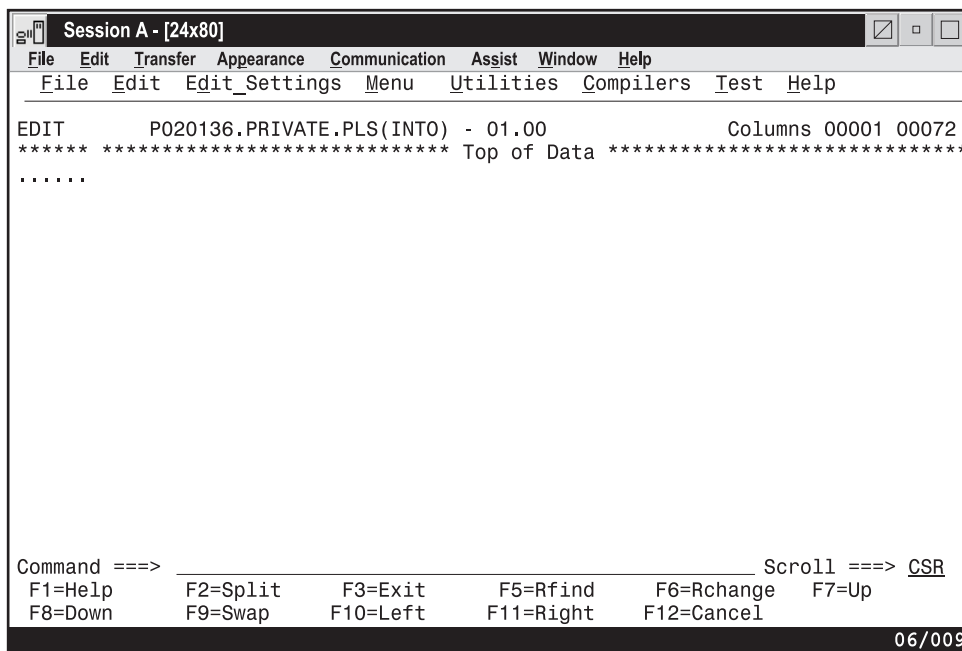 Session A - [24x80]
File Edit Transfer Appearance Communication Assist Window Help
File Edit Edit_Settings Menu Utilities Compilers Test Help
EDIT PO20136.PRIVATE.PLS(INTO) - 01.00 Columns 00001 00072
****** ***************************** Top of Data ******************************
......
Command ===> Scroll ===> CSR
F1=Help F2=Split F3=Exit F5=Rfind F6=Rchange F7=Up
F8=Down F9=Swap F10=Left F11=Right F12=Cancel
06/009